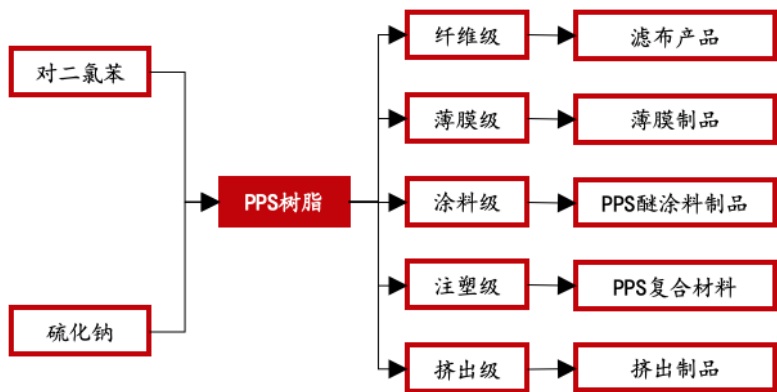 对二氯苯
硫化钠
PPS树脂
纤维级
滤布产品
薄膜级
薄膜制品
涂料级
PPS醚涂料制品
注塑级
PPS复合材料
挤出级
挤出制品